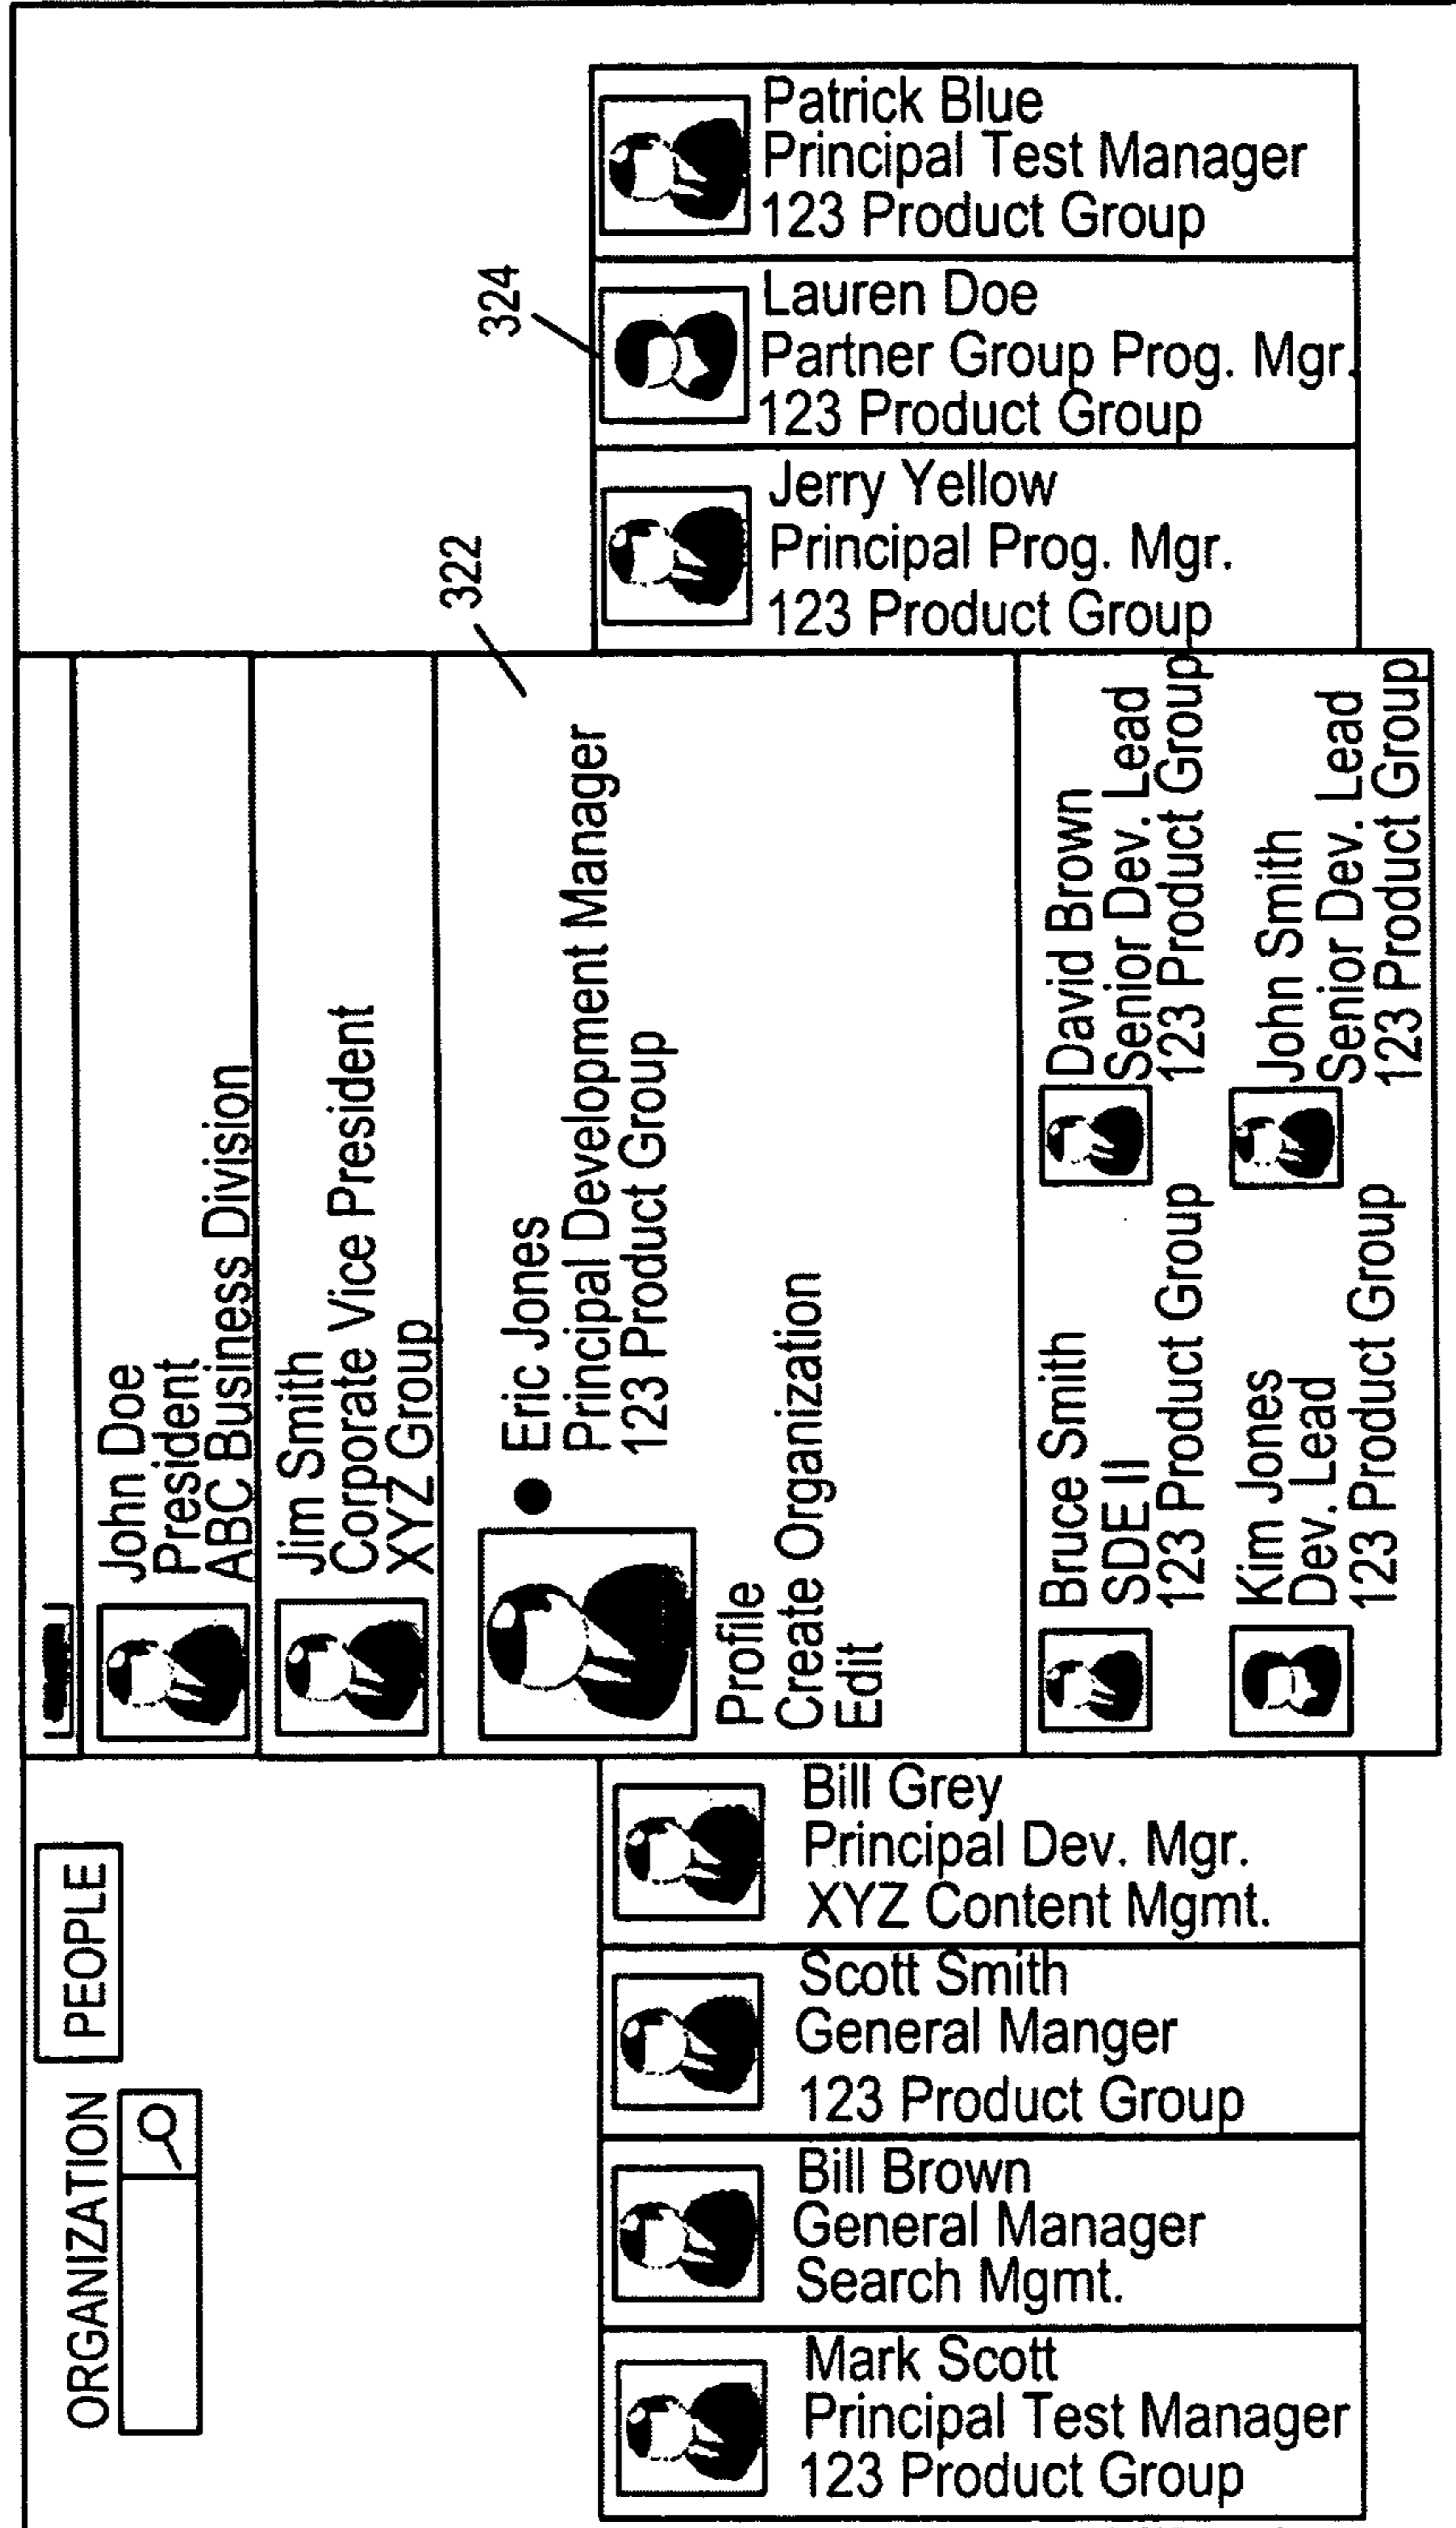 ORGANIZATION
PEOPLE
John Doe
President
ABC Business Division
Jim Smith
Corporate Vice President
XYZ Group
322
324
Eric Jones
Principal Development Manager
123 Product Group
Profile
Create Organization
Edit
Mark Scott
Principal Test Manager
123 Product Group
Bill Brown
General Manager
Search Mgmt.
Scott Smith
General Manger
123 Product Group
Bill Grey
Principal Dev. Mgr.
XYZ Content Mgmt.
Jerry Yellow
Principal Prog. Mgr.
123 Product Group
Lauren Doe
Partner Group Prog. Mgr.
123 Product Group
Patrick Blue
Principal Test Manager
123 Product Group
Bruce Smith
SDE II
123 Product Group
David Brown
Senior Dev. Lead
123 Product Group
Kim Jones
Dev. Lead
123 Product Group
John Smith
Senior Dev. Lead
123 Product Group